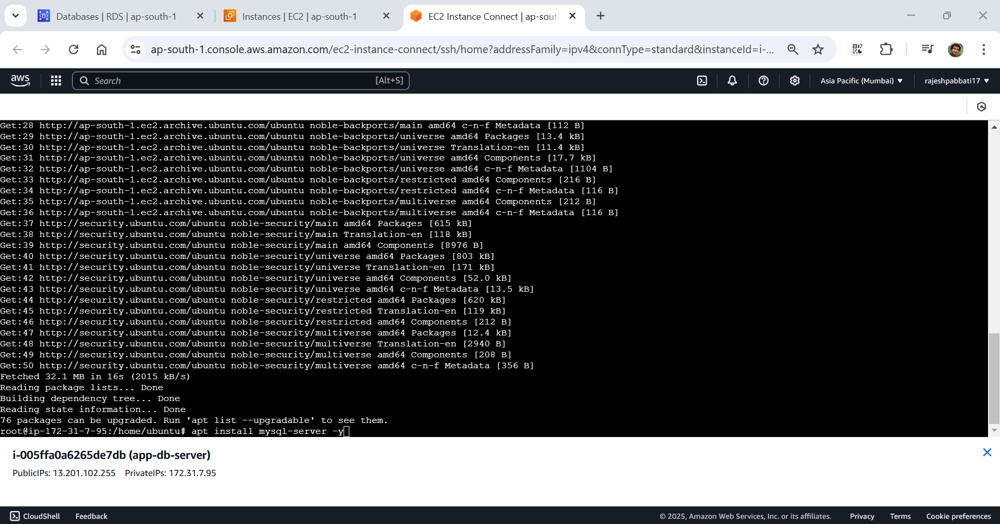 Databases | RDS | ap-south-1
Instances | EC2 | ap-south-1
EC2 Instance Connect | ap-sout
ap-south-1.console.aws.amazon.com/ec2-instance-connect/ssh/home?addressFamily=ipv4&connType=standard&instanceId=i-...
aws
Search
[Alt+S]
Asia Pacific (Mumbai)
rajeshpabbati17
Get:28 http://ap-south-1.ec2.archive.ubuntu.com/ubuntu noble-backports/main amd64 c-n-f Metadata [112 B]
Get:29 http://ap-south-1.ec2.archive.ubuntu.com/ubuntu noble-backports/universe amd64 Packages [13.4 kB]
Get:30 http://ap-south-1.ec2.archive.ubuntu.com/ubuntu noble-backports/universe Translation-en [11.4 kB]
Get:31 http://ap-south-1.ec2.archive.ubuntu.com/ubuntu noble-backports/universe amd64 Components [17.7 kB]
Get:32 http://ap-south-1.ec2.archive.ubuntu.com/ubuntu noble-backports/universe amd64 c-n-f Metadata [1104 B]
Get:33 http://ap-south-1.ec2.archive.ubuntu.com/ubuntu noble-backports/restricted amd64 Components [216 B]
Get:34 http://ap-south-1.ec2.archive.ubuntu.com/ubuntu noble-backports/restricted amd64 c-n-f Metadata [116 B]
Get:35 http://ap-south-1.ec2.archive.ubuntu.com/ubuntu noble-backports/multiverse amd64 Components [212 B]
Get:36 http://ap-south-1.ec2.archive.ubuntu.com/ubuntu noble-backports/multiverse amd64 c-n-f Metadata [116 B]
Get:37 http://security.ubuntu.com/ubuntu noble-security/main amd64 Packages [615 kB]
Get:38 http://security.ubuntu.com/ubuntu noble-security/main Translation-en [118 kB]
Get:39 http://security.ubuntu.com/ubuntu noble-security/main amd64 Components [8976 B]
Get:40 http://security.ubuntu.com/ubuntu noble-security/universe amd64 Packages [803 kB]
Get:41 http://security.ubuntu.com/ubuntu noble-security/universe Translation-en [171 kB]
Get:42 http://security.ubuntu.com/ubuntu noble-security/universe amd64 Components [52.0 kB]
Get:43 http://security.ubuntu.com/ubuntu noble-security/universe amd64 c-n-f Metadata [13.5 kB]
Get:44 http://security.ubuntu.com/ubuntu noble-security/restricted amd64 Packages [620 kB]
Get:45 http://security.ubuntu.com/ubuntu noble-security/restricted Translation-en [119 kB]
Get:46 http://security.ubuntu.com/ubuntu noble-security/restricted amd64 Components [212 B]
Get:47 http://security.ubuntu.com/ubuntu noble-security/multiverse amd64 Packages [12.4 kB]
Get:48 http://security.ubuntu.com/ubuntu noble-security/multiverse Translation-en [2940 B]
Get:49 http://security.ubuntu.com/ubuntu noble-security/multiverse amd64 Components [208 B]
Get:50 http://security.ubuntu.com/ubuntu noble-security/multiverse amd64 c-n-f Metadata [356 B]
Fetched 32.1 MB in 16s (2015 kB/s)
Reading package lists... Done
Building dependency tree... Done
Reading state information... Done
76 packages can be upgraded. Run 'apt list --upgradable' to see them.
root@ip-172-31-7-95:/home/ubuntu# apt install mysql-server -y
i-005ffa0a6265de7db (app-db-server)
PublicIPs: 13.201.102.255 PrivateIPs: 172.31.7.95
CloudShell
Feedback
© 2025, Amazon Web Services, Inc. or its affiliates.
Privacy
Terms
Cookie preferences